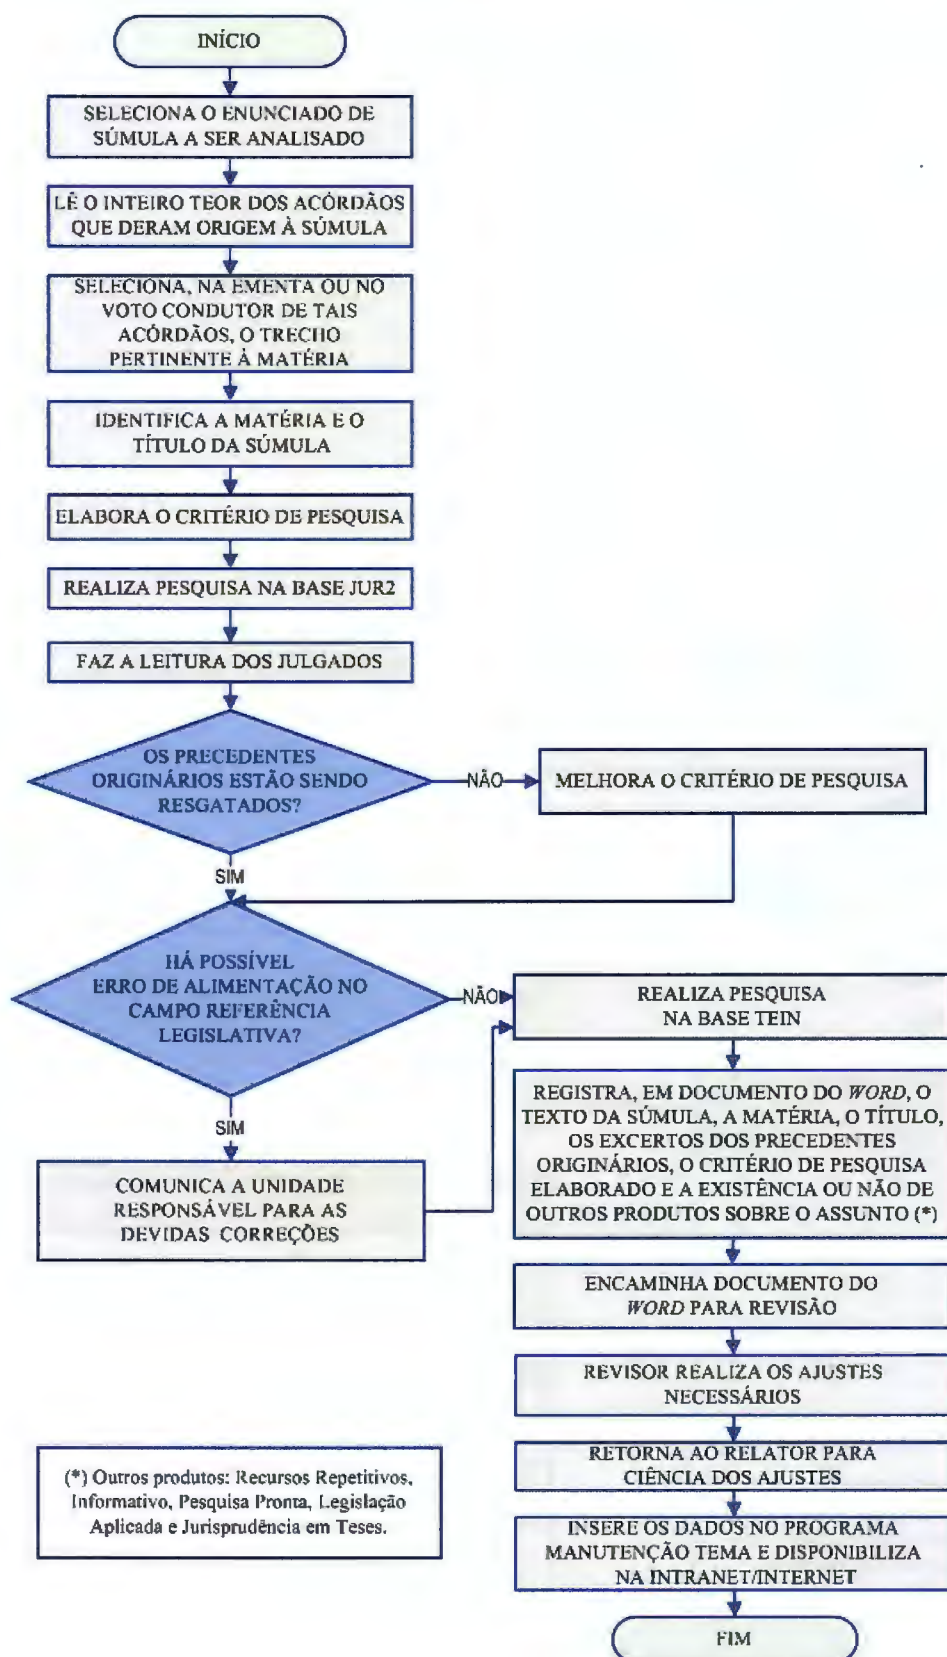 INÍCIO
SELECIONA O ENUNCIADO DE
SÚMULA A SER ANALISADO
LÊ O INTEIRO TEOR DOS ACÓRDÃOS
QUE DERAM ORIGEM À SÚMULA
SELECIONA, NA EMENTA OU NO
VOTO CONDUTOR DE TAIS
ACÓRDÃOS, O TRECHO
PERTINENTE À MATÉRIA
IDENTIFICA A MATÉRIA E O
TÍTULO DA SÚMULA
ELABORA O CRITÉRIO DE PESQUISA
REALIZA PESQUISA NA BASE JUR2
FAZ A LEITURA DOS JULGADOS
OS PRECEDENTES
ORIGINÁRIOS ESTÃO SENDO
RESGATADOS?
NÃO
MELHORA O CRITÉRIO DE PESQUISA
SIM
HÁ POSSÍVEL
ERRO DE ALIMENTAÇÃO NO
CAMPO REFERÊNCIA
LEGISLATIVA?
NÃO
REALIZA PESQUISA
NA BASE TEIN
SIM
COMUNICA A UNIDADE
RESPONSÁVEL PARA AS
DEVIDAS CORREÇÕES
REGISTRA, EM DOCUMENTO DO WORD, O
TEXTO DA SÚMULA, A MATÉRIA, O TÍTULO,
OS EXCERTOS DOS PRECEDENTES
ORIGINÁRIOS, O CRITÉRIO DE PESQUISA
ELABORADO E A EXISTÊNCIA OU NÃO DE
OUTROS PRODUTOS SOBRE O ASSUNTO (*)
ENCAMINHA DOCUMENTO DO
WORD PARA REVISÃO
REVISOR REALIZA OS AJUSTES
NECESSÁRIOS
RETORNA AO RELATOR PARA
CIÊNCIA DOS AJUSTES
INSERE OS DADOS NO PROGRAMA
MANUTENÇÃO TEMA E DISPONIBILIZA
NA INTRANET/INTERNET
FIM
(*) Outros produtos: Recursos Repetitivos,
Informativo, Pesquisa Pronta, Legislação
Aplicada e Jurisprudência em Teses.